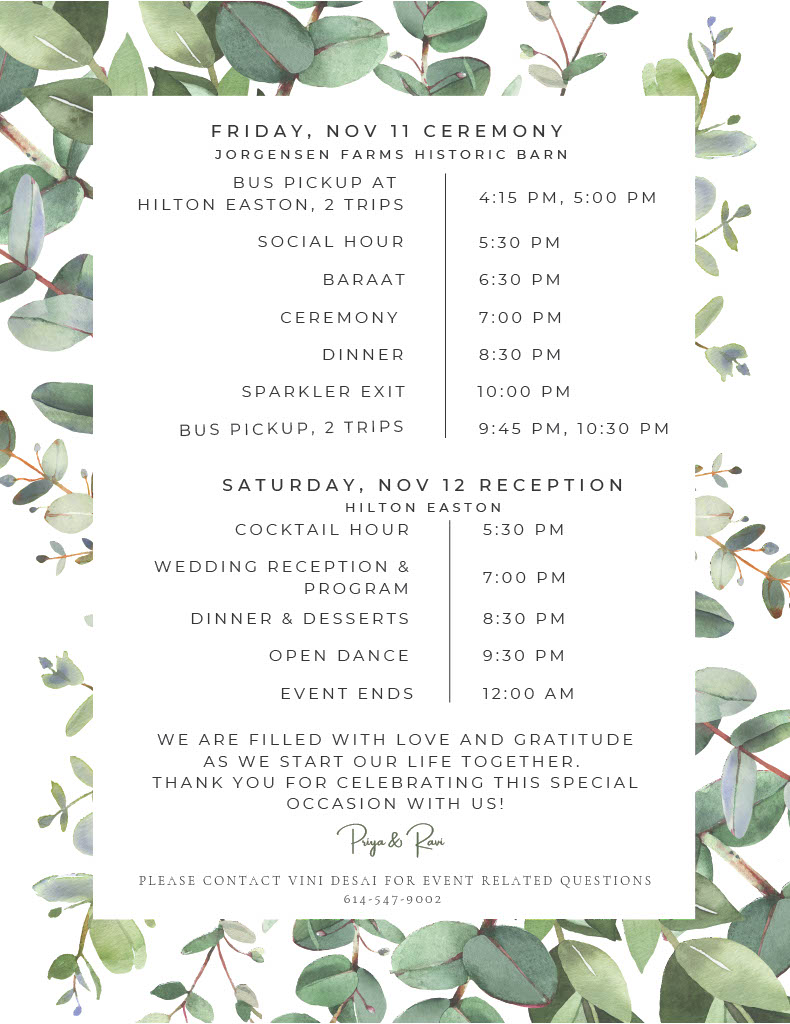 FRIDAY, NOV 11 CEREMONY
JORGENSEN FARMS HISTORIC BARN
BUS PICKUP AT
HILTON EASTON, 2 TRIPS 4:15 PM, 5:00 PM
SOCIAL HOUR 5:30 PM
BARAAT 6:30 PM
CEREMONY 7:00 PM
DINNER 8:30 PM
SPARKLER EXIT 10:00 PM
BUS PICKUP, 2 TRIPS 9:45 PM, 10:30 PM
SATURDAY, NOV 12 RECEPTION
HILTON EASTON
COCKTAIL HOUR 5:30 PM
WEDDING RECEPTION &
PROGRAM 7:00 PM
DINNER & DESSERTS 8:30 PM
OPEN DANCE 9:30 PM
EVENT ENDS 12:00 AM
WE ARE FILLED WITH LOVE AND GRATITUDE
AS WE START OUR LIFE TOGETHER.
THANK YOU FOR CELEBRATING THIS SPECIAL
OCCASION WITH US!
Priya & Ravi
PLEASE CONTACT VINI DESAI FOR EVENT RELATED QUESTIONS
614-547-9002